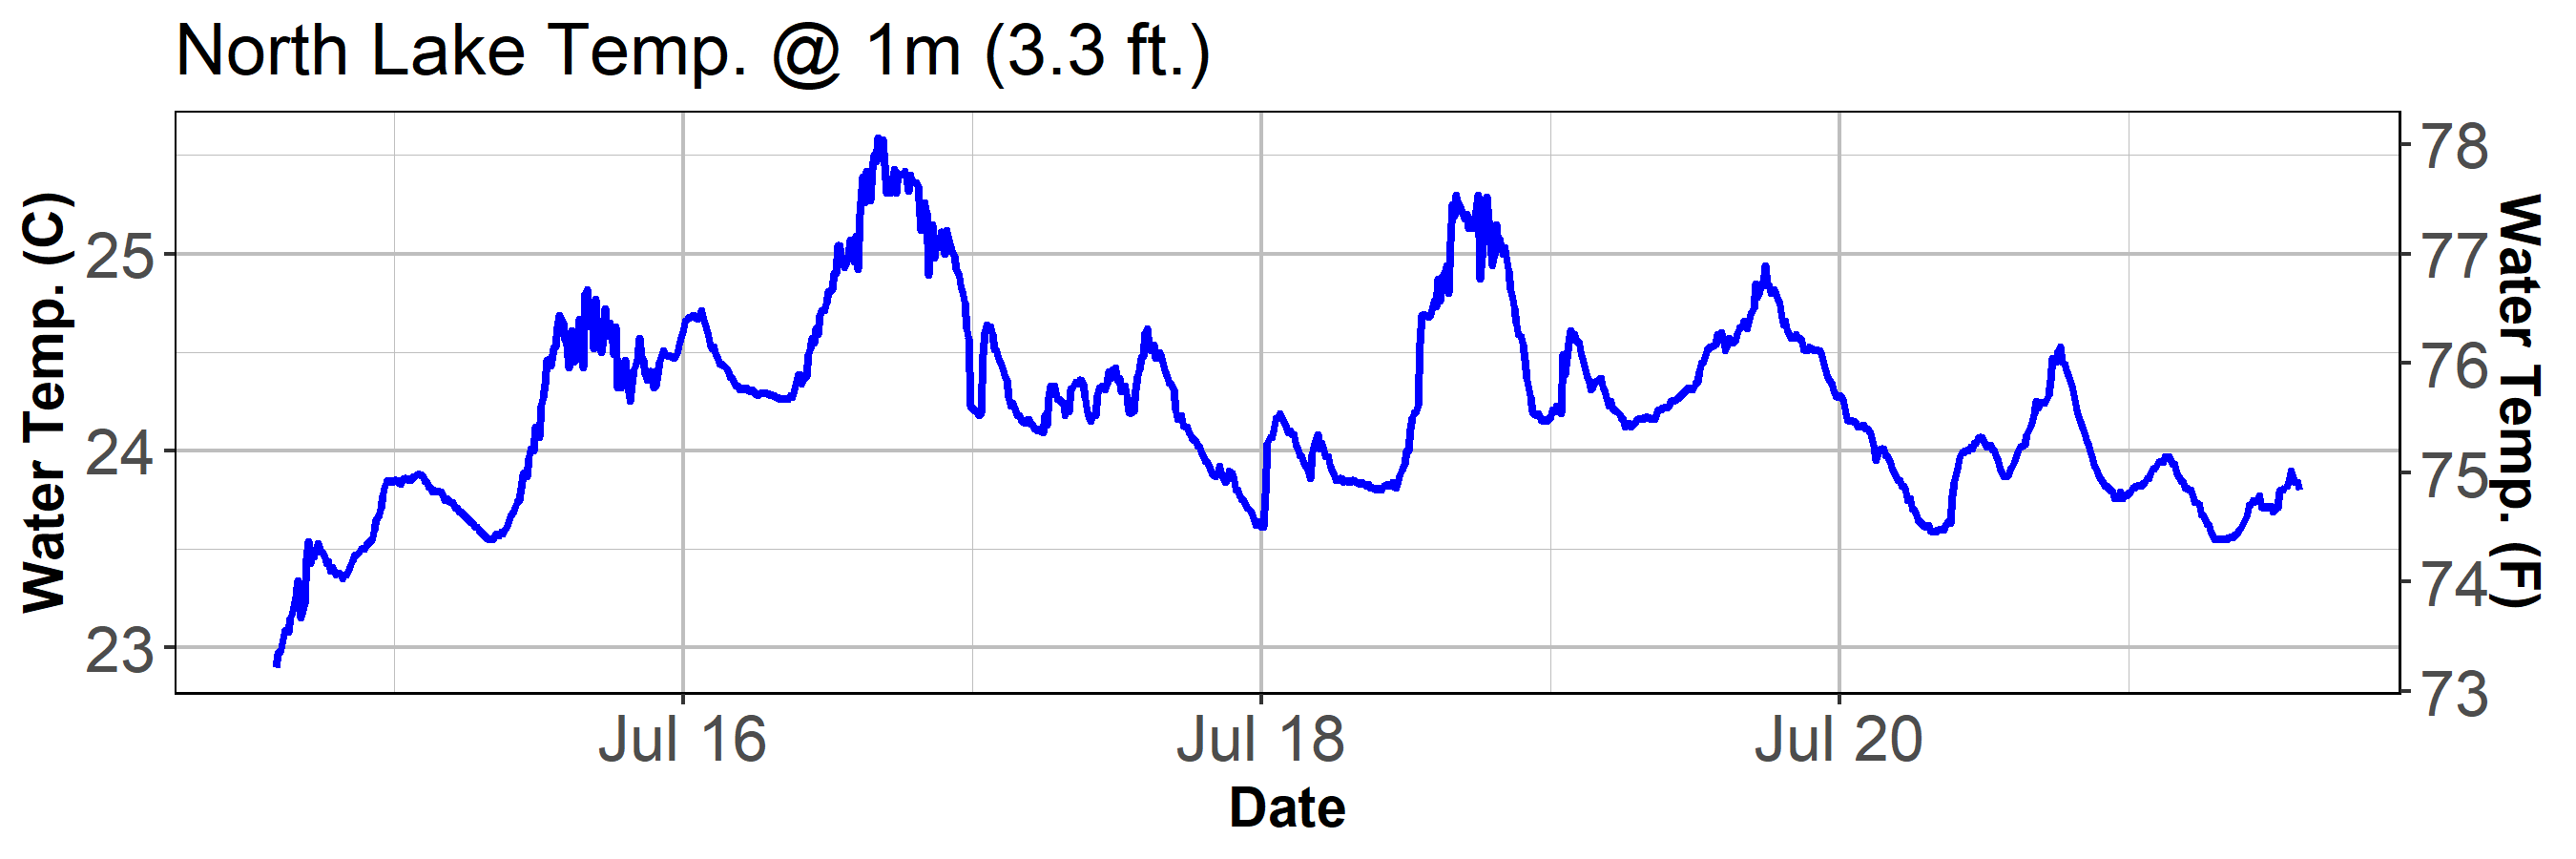 North Lake Temp. @ 1m (3.3 ft.)
Water Temp. (C)
25
24
23
78
77
76
75
74
73
Water Temp. (F)
Jul 16
Jul 18
Jul 20
Date